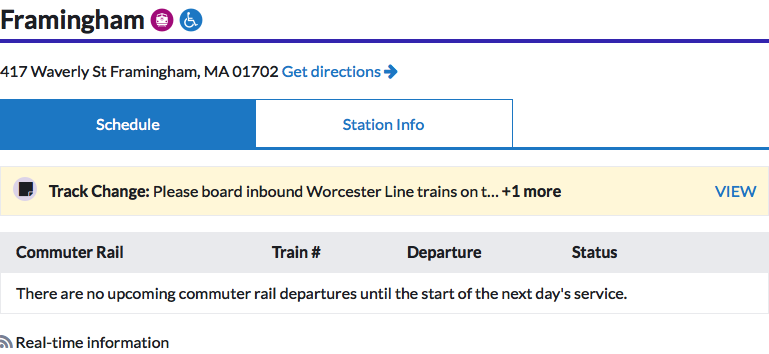 Framingham
417 Waverly St Framingham, MA 01702 Get directions
Schedule
Station Info
Track Change: Please board inbound Worcester Line trains on t... +1 more
VIEW
Commuter Rail Train # Departure Status
There are no upcoming commuter rail departures until the start of the next day's service.
Real-time information